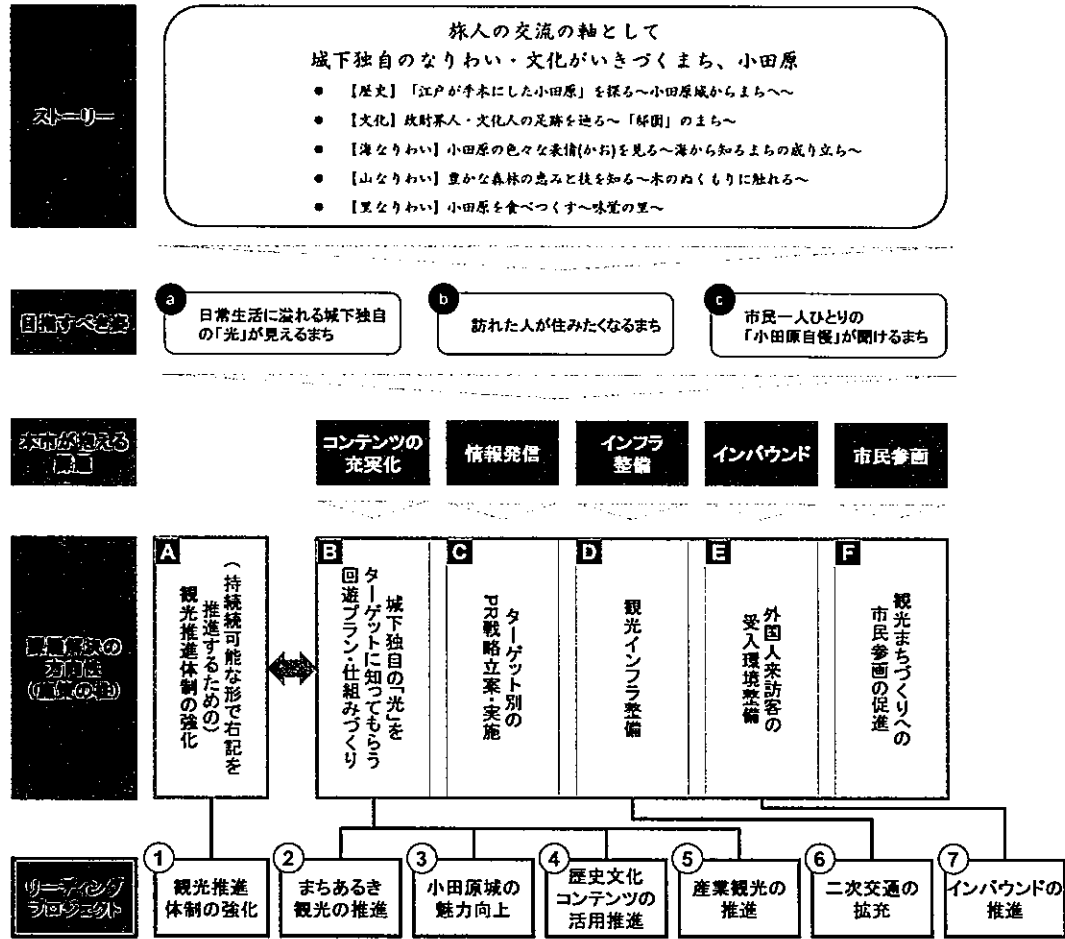 ストーリー
旅人の交流の軸として
城下独自のなりわい・文化がいきづくまち、小田原
● 【歴史】「江戸が手本にした小田原」を探る~小田原城からまちへ~
● 【文化】政財界人・文化人の足跡を辿る~「邸園」のまち~
● 【海なりわい】小田原の色々な表情(かお)を見る~海から知るまちの成り立ち~
● 【山なりわい】豊かな森林の恵みと技を知る~木のぬくもりに触れる~
● 【里なりわい】小田原を食べつくす~味覚の里~
目指すべき姿
a
日常生活に溢れる城下独自
の「光」が見えるまち
b
訪れた人が住みたくなるまち
c
市民一人ひとりの
「小田原自慢」が聞けるまち
本市が抱える
課題
コンテンツの
充実化
情報発信
インフラ
整備
インバウンド
市民参画
課題解決の
方向性
(施策の柱)
A
(持続続可能な形で右記を
推進するための)
観光推進体制の強化
B
城下独自の「光」を
ターゲットに知ってもらう
回遊プラン・仕組みづくり
C
ターゲット別の
PR戦略立案・実施
D
観光インフラ整備
E
外国人来訪客の
受入環境整備
F
観光まちづくりへの
市民参画の促進
リーディング
プロジェクト
1
観光推進
体制の強化
2
まちあるき
観光の推進
3
小田原城の
魅力向上
4
歴史文化
コンテンツの
活用推進
5
産業観光の
推進
6
二次交通の
拡充
7
インバウンドの
推進